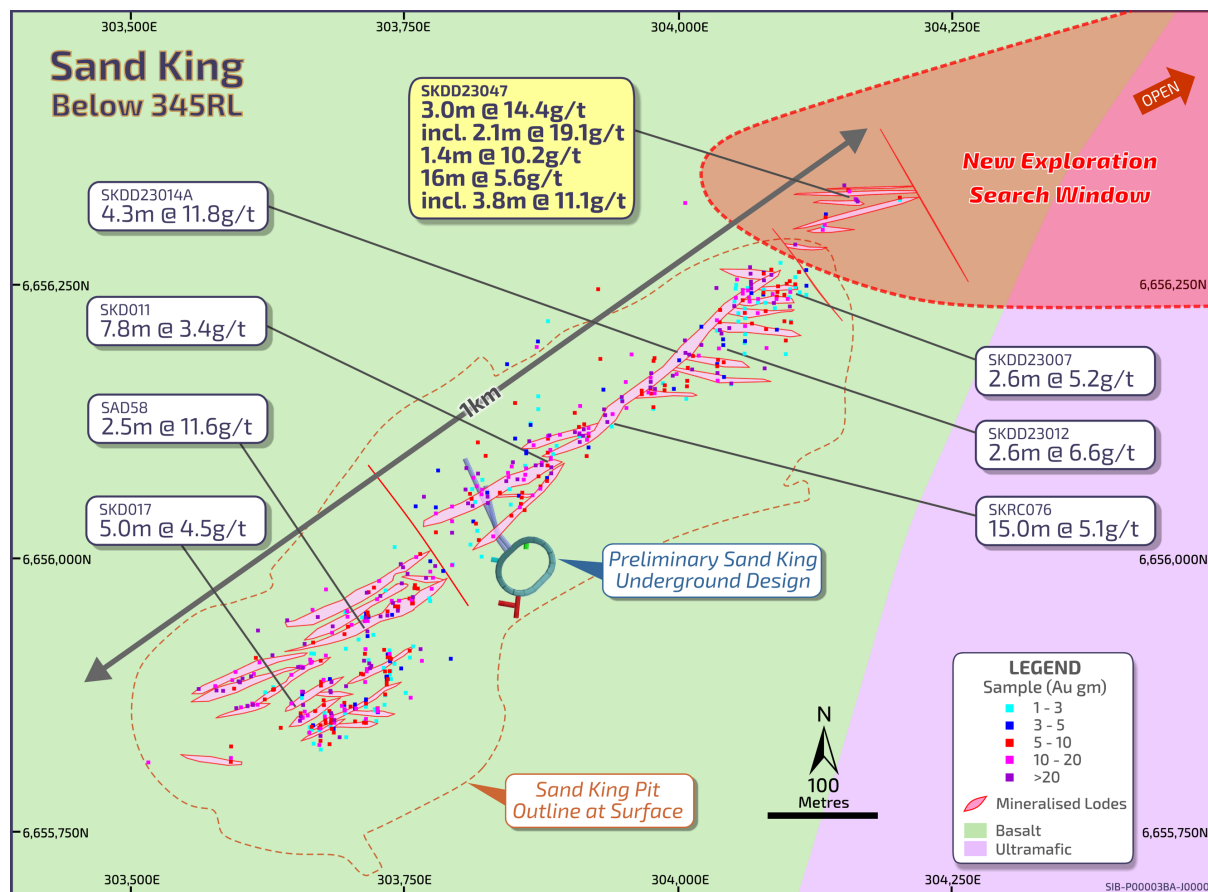 303,500E
303,750E
304,000E
304,250E
Sand King
Below 345RL
SKDD23047
3.0m @ 14.4g/t
incl. 2.1m @ 19.1g/t
1.4m @ 10.2g/t
16m @ 5.6g/t
incl. 3.8m @ 11.1g/t
OPEN
New Exploration
Search Window
SKDD23014A
4.3m @ 11.8g/t
6,656,250N
6,656,250N
SKD011
7.8m @ 3.4g/t
SKDD23007
2.6m @ 5.2g/t
1km
SAD58
2.5m @ 11.6g/t
SKDD23012
2.6m @ 6.6g/t
SKD017
5.0m @ 4.5g/t
SKRC076
15.0m @ 5.1g/t
6,656,000N
6,656,000N
Preliminary Sand King
Underground Design
LEGEND
Sample (Au gm)
1 - 3
3 - 5
5 - 10
10 - 20
>20
Mineralised Lodes
Basalt
Ultramafic
N
100
Metres
Sand King Pit
Outline at Surface
6,655,750N
6,655,750N
303,500E
303,750E
304,000E
304,250E
SIB-P00003BA-J0000